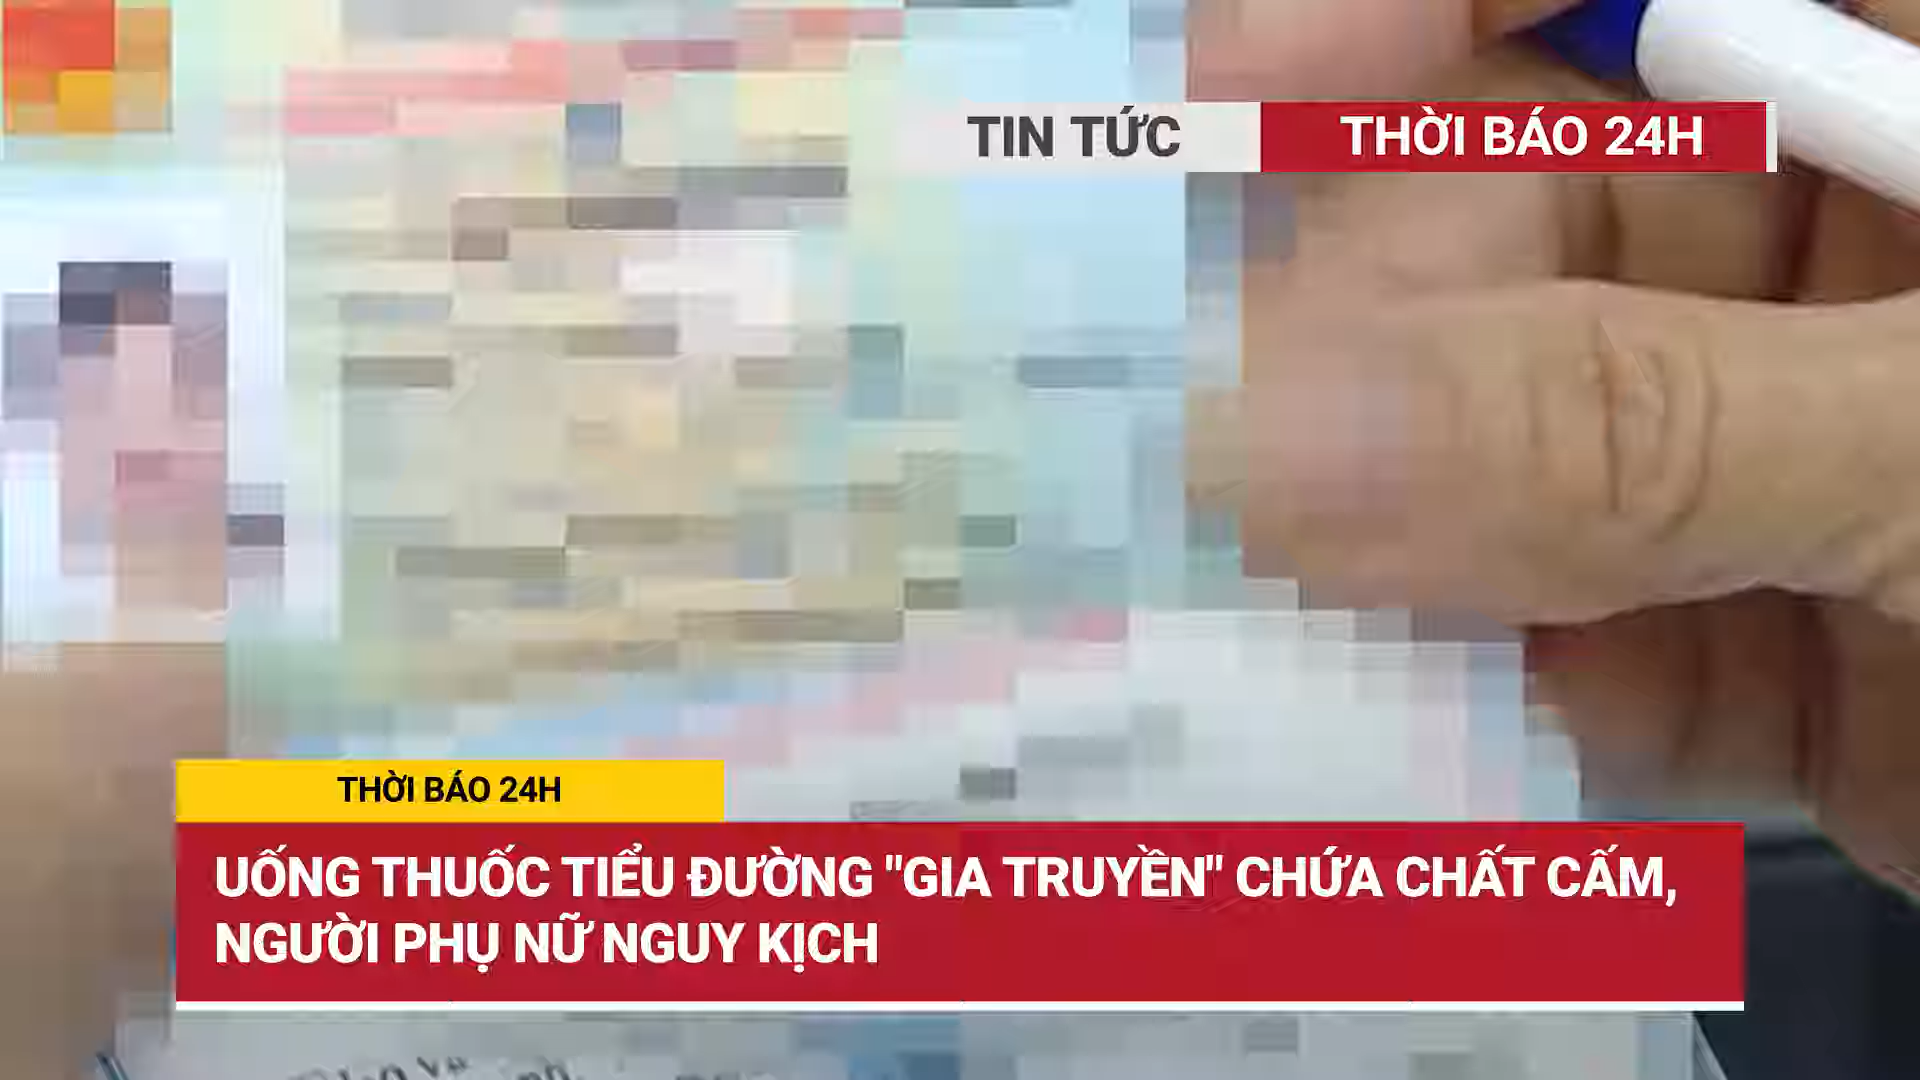 TIN TỨC THỜI BÁO 24H
THỜI BÁO 24H
UỐNG THUỐC TIỂU ĐƯỜNG "GIA TRUYỀN" CHỨA CHẤT CẤM,
NGƯỜI PHỤ NỮ NGUY KỊCH